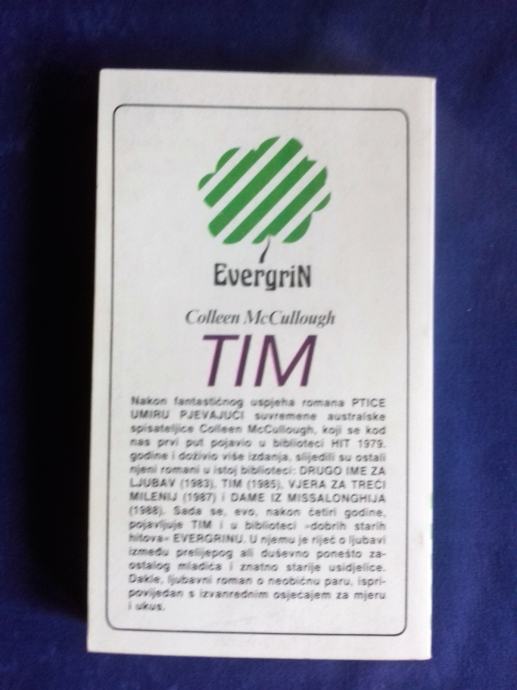 EvergriN
Colleen McCullough
TIM
Nakon fantastičnog uspjeha romana PTICE
UMIRU PJEVAJUĆI suvremene australske
spisateljice Colleen McCullough, koji se kod
nas prvi put pojavio u biblioteci HIT 1979.
godine i doživio više izdanja, slijedili su ostali
njeni romani u istoj biblioteci: DRUGO IME ZA
LJUBAV (1983), TIM (1985), VJERA ZA TREĆI
MILENIJ (1987) i DAME IZ MISSALONGHIJA
(1988). Sada se, evo, nakon četiri godine,
pojavljuje TIM i u biblioteci »dobrih starih
hitova« EVERGRINU. U njemu je riječ o ljubavi
između prelijepog ali duševno ponešto za-
ostalog mladića i znatno starije usidjelice.
Dakle, ljubavni roman o neobičnu paru, ispri-
povijedan s izvanrednim osjećajem za mjeru
i ukus.